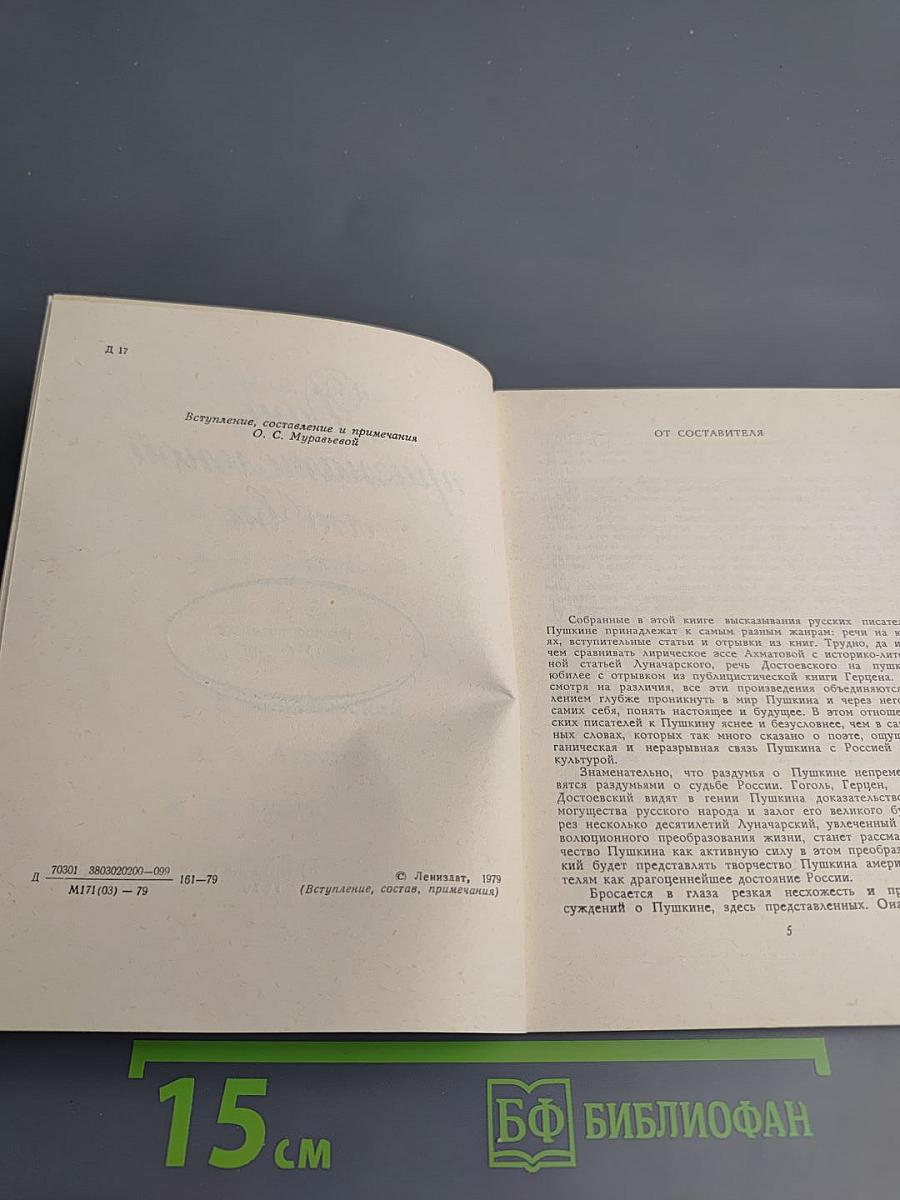 Д 17
Вступление, составление и примечания
О. С. Муравьевой
Д 70301 3803020200—099 161—79
М171(03) — 79
© Лениздат, 1979
(Вступление, состав, примечания)
ОТ СОСТАВИТЕЛЯ
Собранные в этой книге высказывания русских писател
Пушкине принадлежат к самым разным жанрам: речи на ю
ях, вступительные статьи и отрывки из книг. Трудно, да и
чем сравнивать лирическое эссе Ахматовой с историко-лите
ной статьей Луначарского, речь Достоевского на пушк
юбилее с отрывком из публицистической книги Герцена.
смотря на различия, все эти произведения объединяются
лением глубже проникнуть в мир Пушкина и через него
самих себя, понять настоящее и будущее. В этом отноше
ских писателей к Пушкину яснее и безусловнее, чем в са
ных словах, которых так много сказано о поэте, ощущ
ганическая и неразрывная связь Пушкина с Россией
культурой.
Знаменательно, что раздумья о Пушкине непреме
вятся раздумьями о судьбе России. Гоголь, Герцен,
Достоевский видят в гении Пушкина доказательство
могущества русского народа и залог его великого бу
рез несколько десятилетий Луначарский, увлеченный
волюционного преобразования жизни, станет рассма
чество Пушкина как активную силу в этом преобраз
кий будет представлять творчество Пушкина амери
телям как драгоценнейшее достояние России.
Бросается в глаза резкая несхожесть и пр
суждений о Пушкине, здесь представленных. Она
5
15 см
БФ БИБЛИОФАН